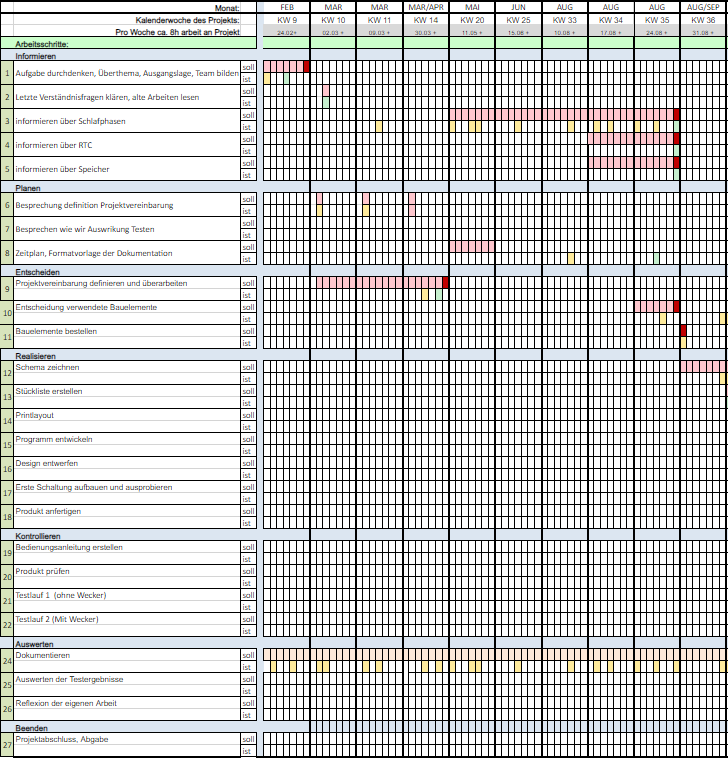 Monat: FEB MAR MAR MAR/APR MAI JUN AUG AUG AUG AUG/SEP
Kalenderwoche des Projekts: KW 9 KW 10 KW 11 KW 14 KW 20 KW 25 KW 33 KW 34 KW 35 KW 36
Pro Woche ca. 8h arbeit an Projekt 24.02+ 02.03 + 09.03 + 30.03 + 11.05 + 15.06 + 10.08 + 17.08 + 24.08 + 31.08 +
Arbeitsschritte:
Informieren
1 Aufgabe durchdenken, Überthema, Ausgangslage, Team bilden soll
ist
2 Letzte Verständnisfragen klären, alte Arbeiten lesen soll
ist
3 informieren über Schlafphasen soll
ist
4 informieren über RTC soll
ist
5 informieren über Speicher soll
ist
Planen
6 Besprechung definition Projektvereinbarung soll
ist
7 Besprechen wie wir Auswrikung Testen soll
ist
8 Zeitplan, Formatvorlage der Dokumentation soll
ist
Entscheiden
9 Projektvereinbarung definieren und überarbeiten soll
ist
10 Entscheidung verwendete Bauelemente soll
ist
11 Bauelemente bestellen soll
ist
Realisieren
12 Schema zeichnen soll
ist
13 Stückliste erstellen soll
ist
14 Printlayout soll
ist
15 Programm entwickeln soll
ist
16 Design entwerfen soll
ist
17 Erste Schaltung aufbauen und ausprobieren soll
ist
18 Produkt anfertigen soll
ist
Kontrollieren
19 Bedienungsanleitung erstellen soll
ist
20 Produkt prüfen soll
ist
21 Testlauf 1 (ohne Wecker) soll
ist
22 Testlauf 2 (Mit Wecker) soll
ist
Auswerten
24 Dokumentieren soll
ist
25 Auswerten der Testergebnisse soll
ist
26 Reflexion der eigenen Arbeit soll
ist
Beenden
27 Projektabschluss, Abgabe soll
ist